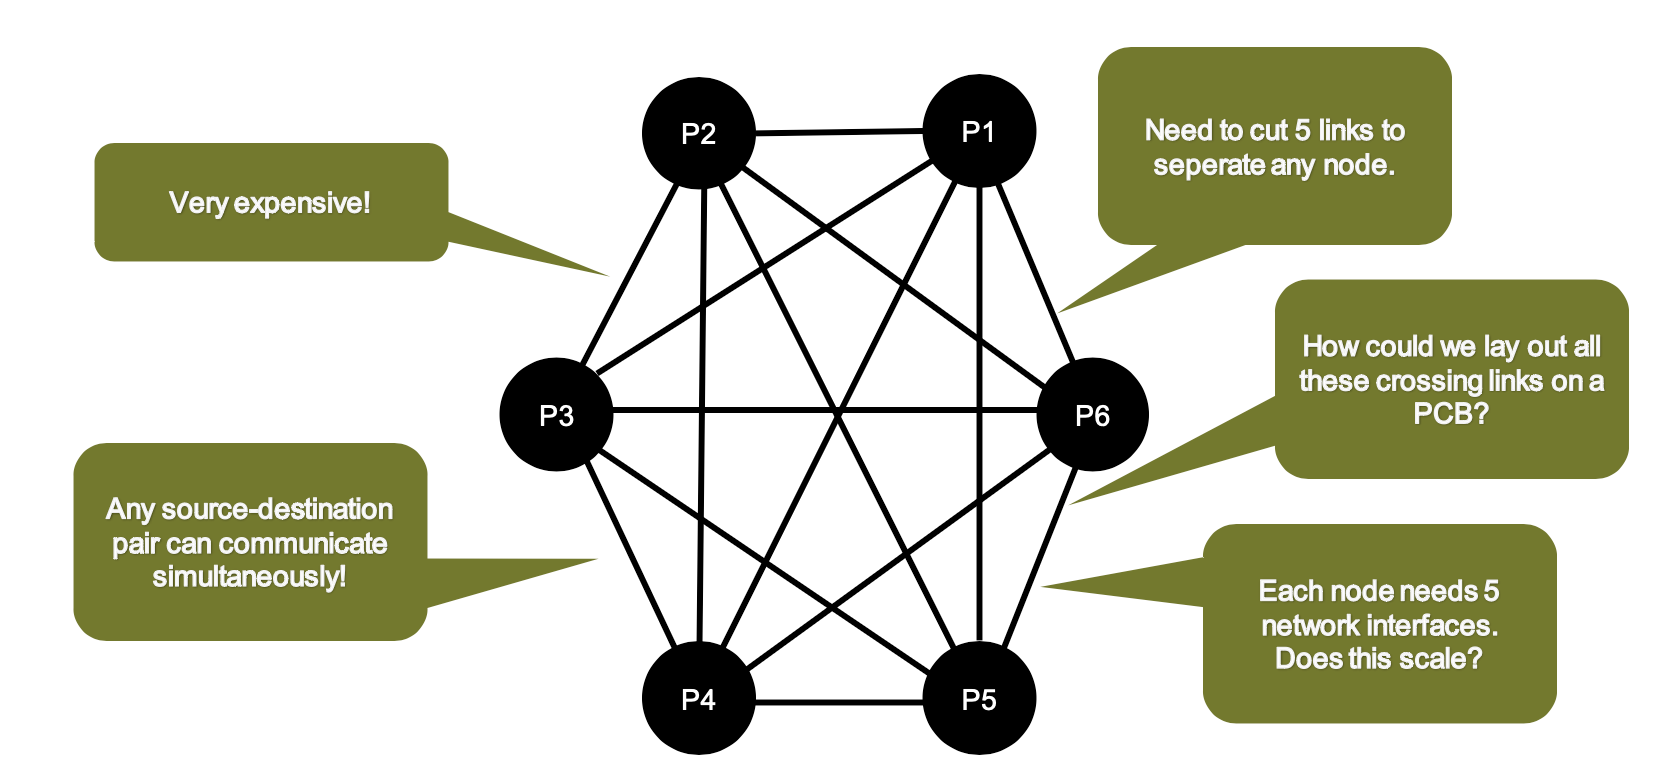 P2
P1
Need to cut 5 links to
seperate any node.
Very expensive!
How could we lay out all
these crossing links on a
PCB?
P3
P6
Any source-destination
pair can communicate
simultaneously!
Each node needs 5
network interfaces.
Does this scale?
P4
P5